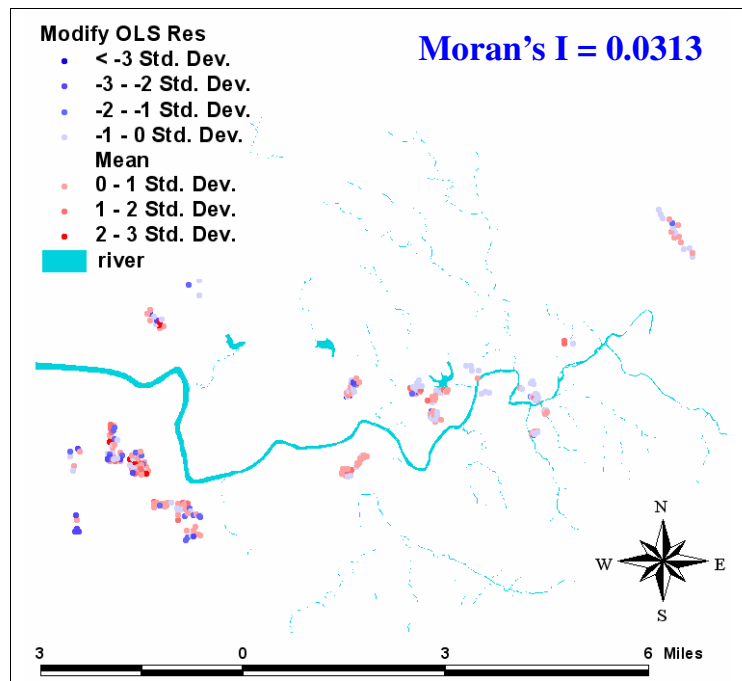 Modify OLS Res
< -3 Std. Dev.
-3 - -2 Std. Dev.
-2 - -1 Std. Dev.
-1 - 0 Std. Dev.
Mean
0 - 1 Std. Dev.
1 - 2 Std. Dev.
2 - 3 Std. Dev.
river
Moran's I = 0.0313
N
W
E
S
3 0 3 6 Miles